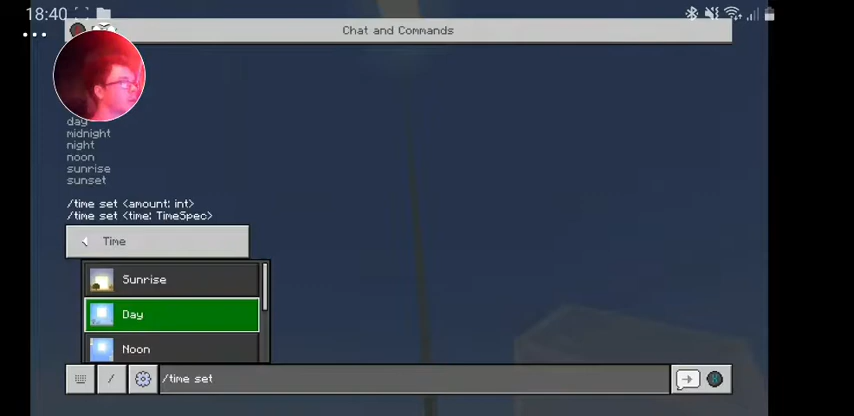 18:40
Chat and Commands
day
midnight
night
noon
sunrise
sunset
/time set <amount: int>
/time set <time: TimeSpec>
Time
Sunrise
Day
Noon
/ /time set